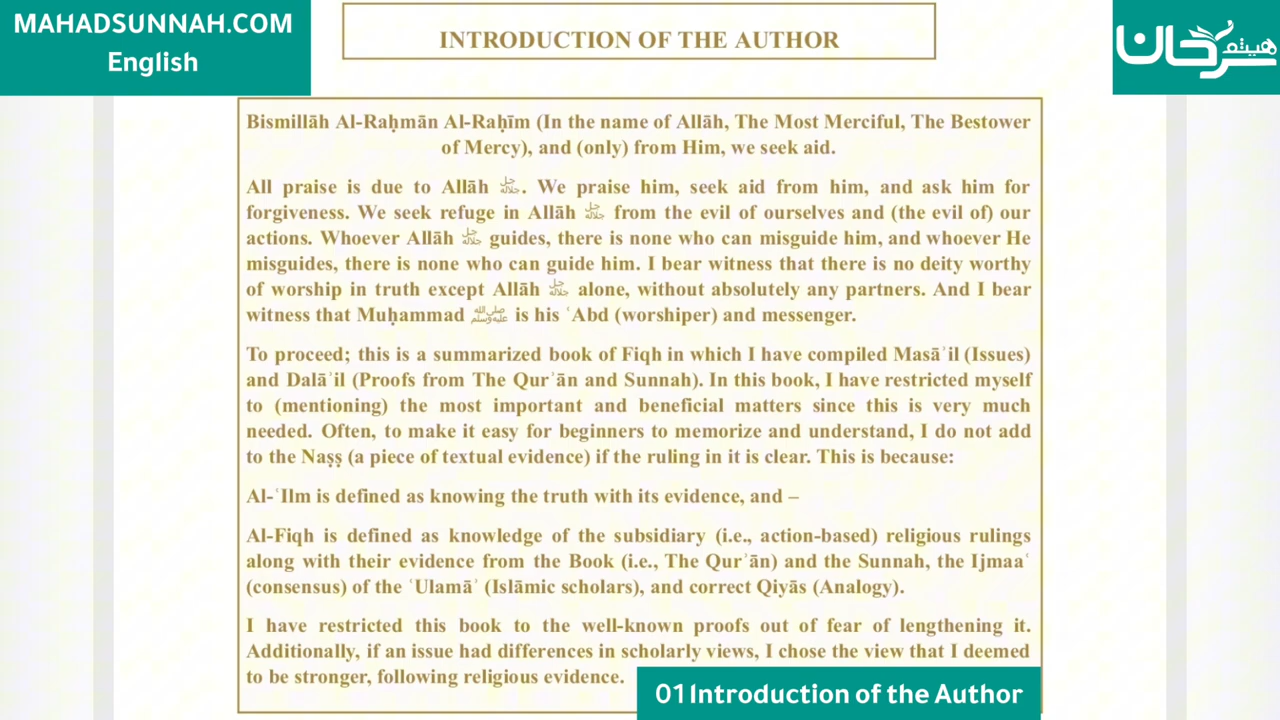 MAHADSUNNAH.COM
English
INTRODUCTION OF THE AUTHOR
هيثم
سرحان
Bismillāh Al-Raḥmān Al-Raḥīm (In the name of Allāh, The Most Merciful, The Bestower
of Mercy), and (only) from Him, we seek aid.
All praise is due to Allāh ﷻ. We praise him, seek aid from him, and ask him for
forgiveness. We seek refuge in Allāh ﷻ from the evil of ourselves and (the evil of) our
actions. Whoever Allāh ﷻ guides, there is none who can misguide him, and whoever He
misguides, there is none who can guide him. I bear witness that there is no deity worthy
of worship in truth except Allāh ﷻ alone, without absolutely any partners. And I bear
witness that Muḥammad ﷺ is his ʿAbd (worshiper) and messenger.
To proceed; this is a summarized book of Fiqh in which I have compiled Masāʾil (Issues)
and Dalāʾil (Proofs from The Qurʾān and Sunnah). In this book, I have restricted myself
to (mentioning) the most important and beneficial matters since this is very much
needed. Often, to make it easy for beginners to memorize and understand, I do not add
to the Naṣṣ (a piece of textual evidence) if the ruling in it is clear. This is because:
Al-ʿIlm is defined as knowing the truth with its evidence, and –
Al-Fiqh is defined as knowledge of the subsidiary (i.e., action-based) religious rulings
along with their evidence from the Book (i.e., The Qurʾān) and the Sunnah, the Ijmaaʿ
(consensus) of the ʿUlamāʾ (Islāmic scholars), and correct Qiyās (Analogy).
I have restricted this book to the well-known proofs out of fear of lengthening it.
Additionally, if an issue had differences in scholarly views, I chose the view that I deemed
to be stronger, following religious evidence.
01 Introduction of the Author